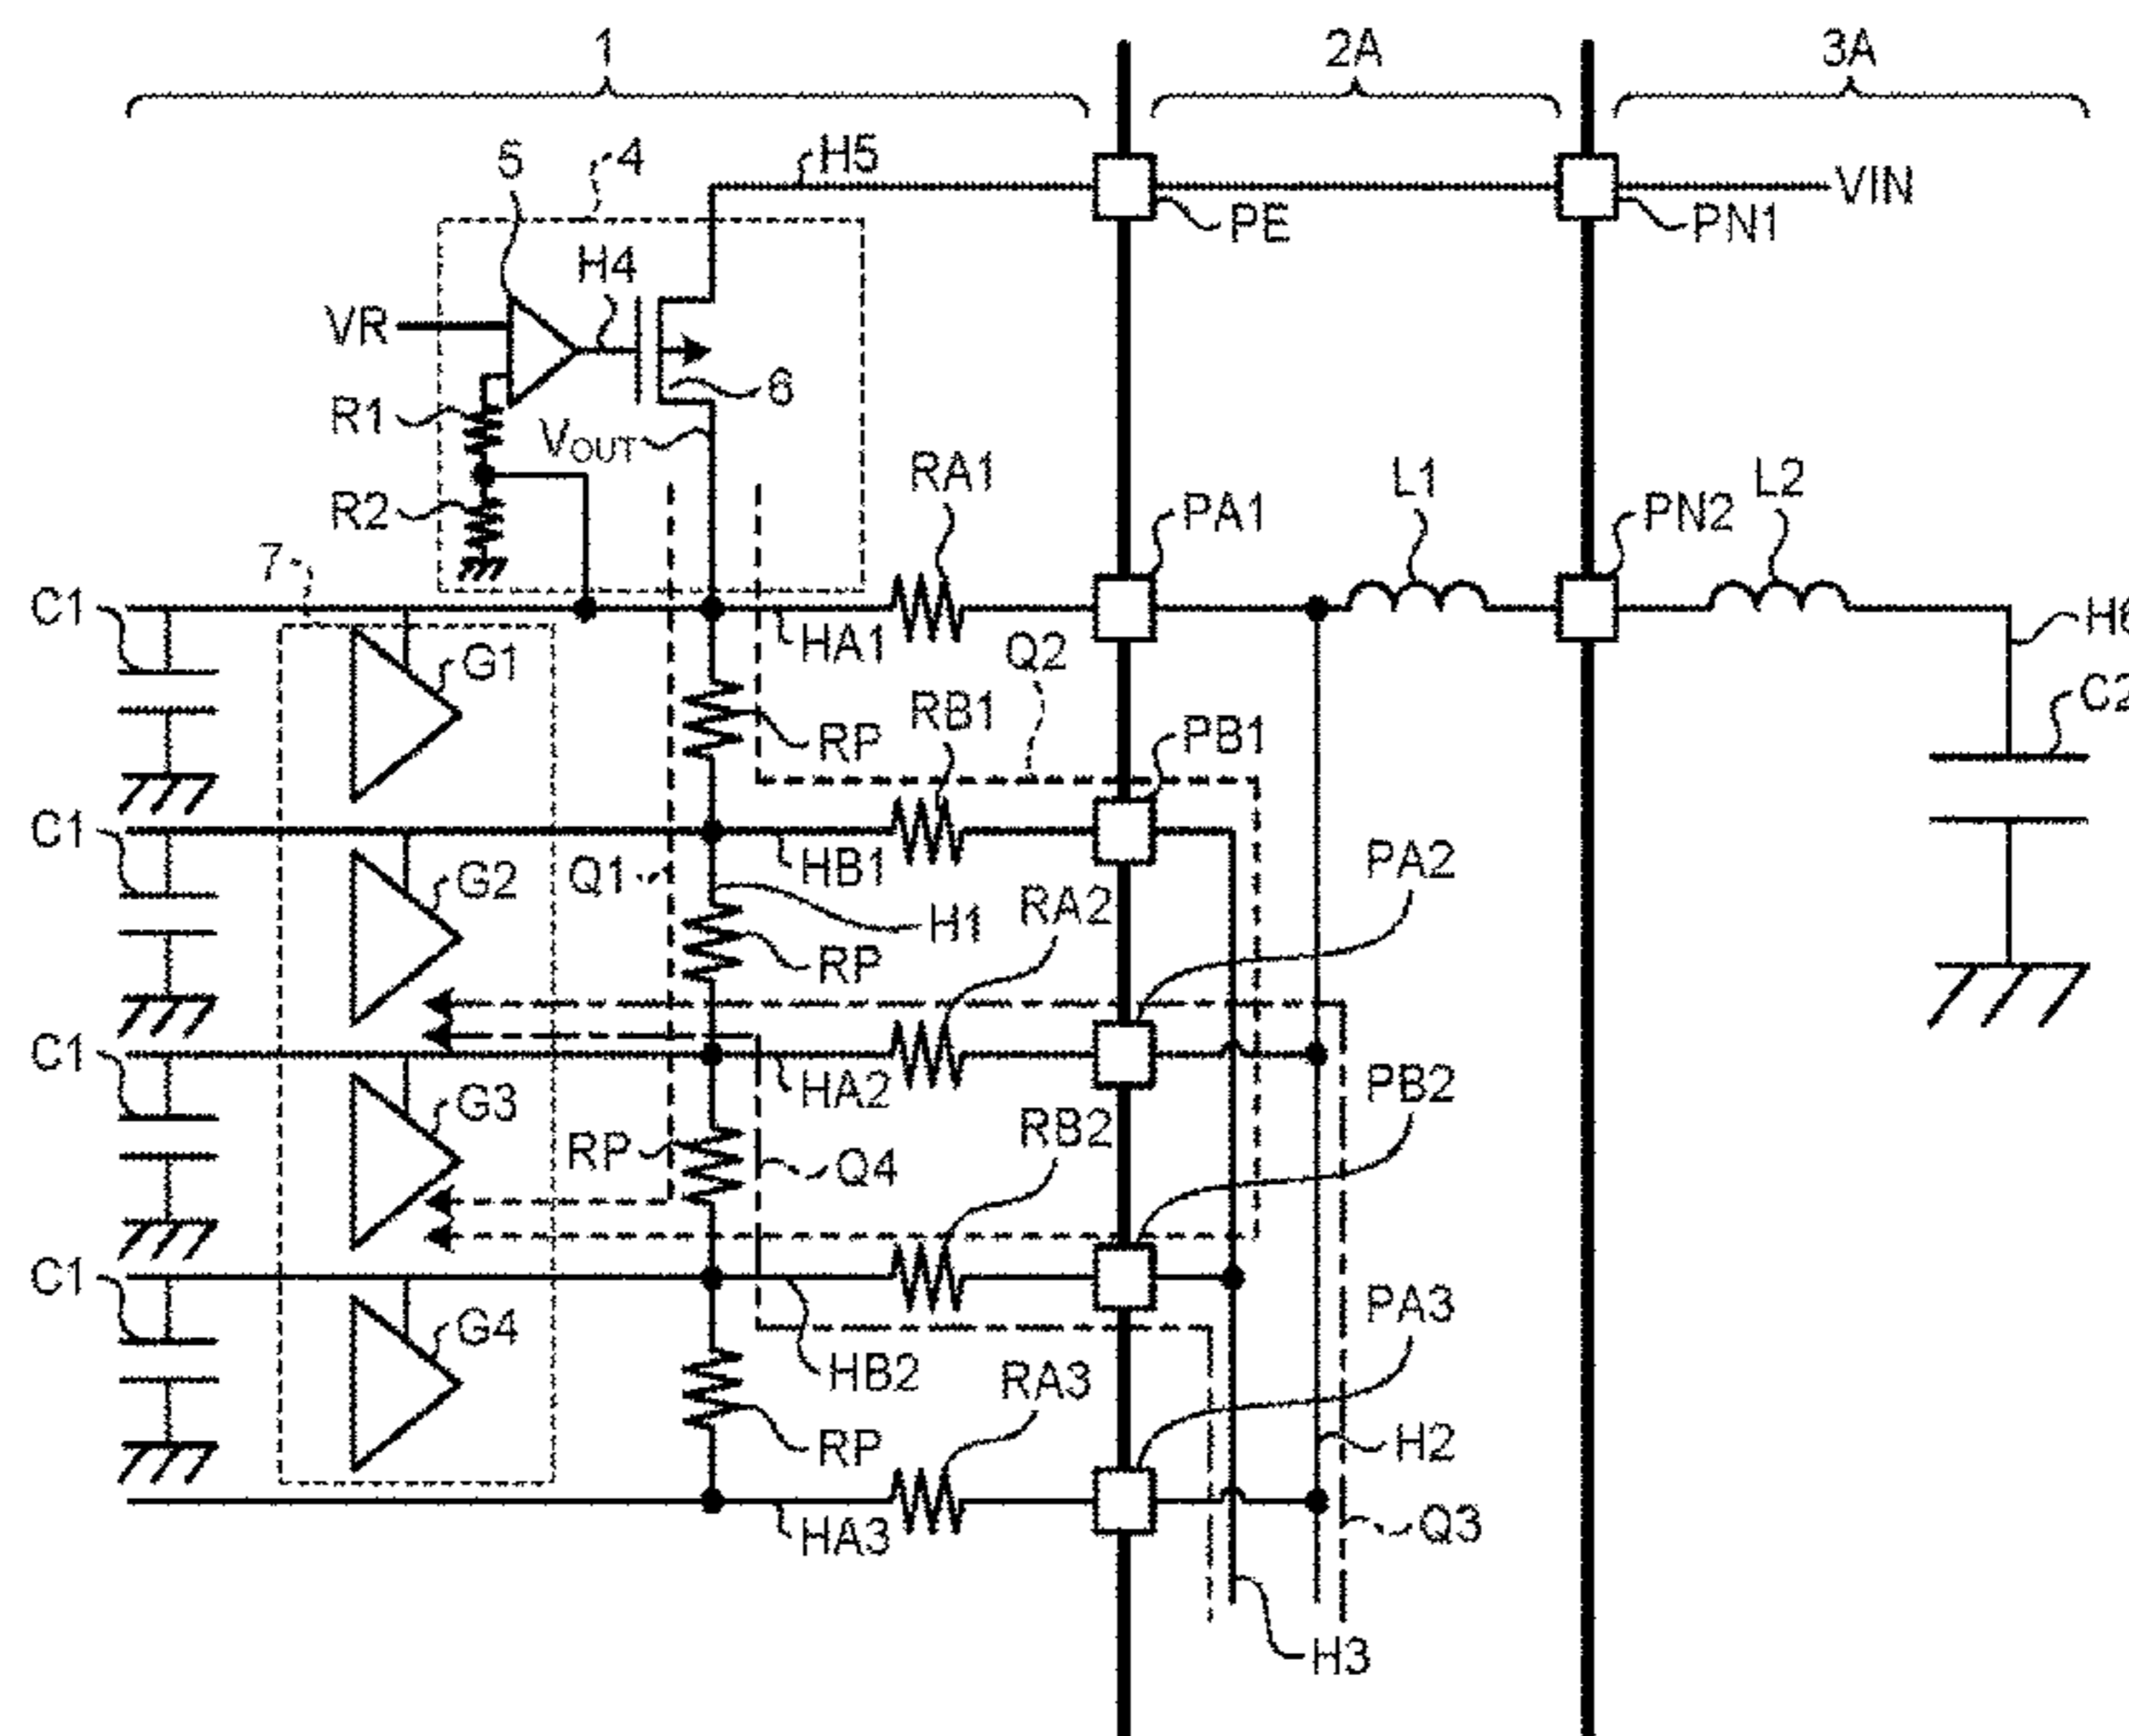 1
2A
3A
5
4
H5
VIN
PE
PN1
H4
VR
6
R1
VOUT
RA1
L1
L2
R2
PA1
PN2
7
C1
HA1
Q2
H6
G1
RB1
C2
RP
PB1
C1
HB1
PA2
Q1
G2
RA2
H1
RP
C1
HA2
PB2
G3
RB2
RP
Q4
C1
PA3
G4
HB2
RA3
RP
H2
HA3
Q3
H3